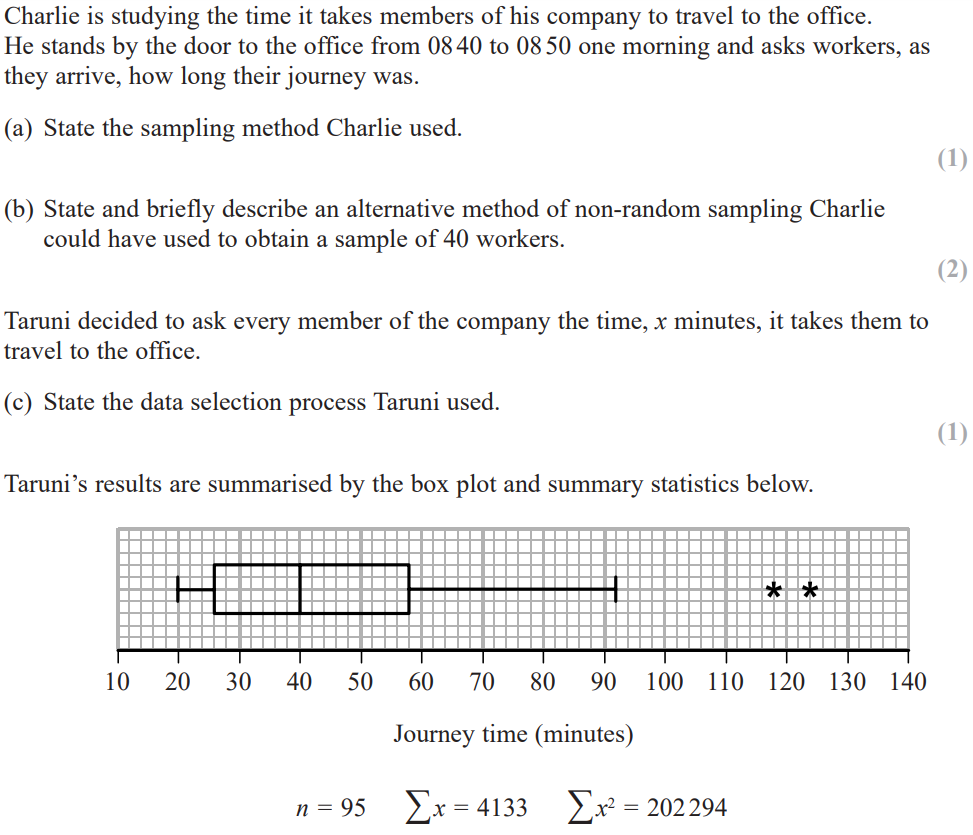 Charlie is studying the time it takes members of his company to travel to the office.
He stands by the door to the office from 08 40 to 08 50 one morning and asks workers, as
they arrive, how long their journey was.
(a) State the sampling method Charlie used.
(1)
(b) State and briefly describe an alternative method of non-random sampling Charlie
could have used to obtain a sample of 40 workers.
(2)
Taruni decided to ask every member of the company the time, x minutes, it takes them to
travel to the office.
(c) State the data selection process Taruni used.
(1)
Taruni’s results are summarised by the box plot and summary statistics below.
10 20 30 40 50 60 70 80 90 100 110 120 130 140
Journey time (minutes)
n = 95 ∑x = 4133 ∑x² = 202 294